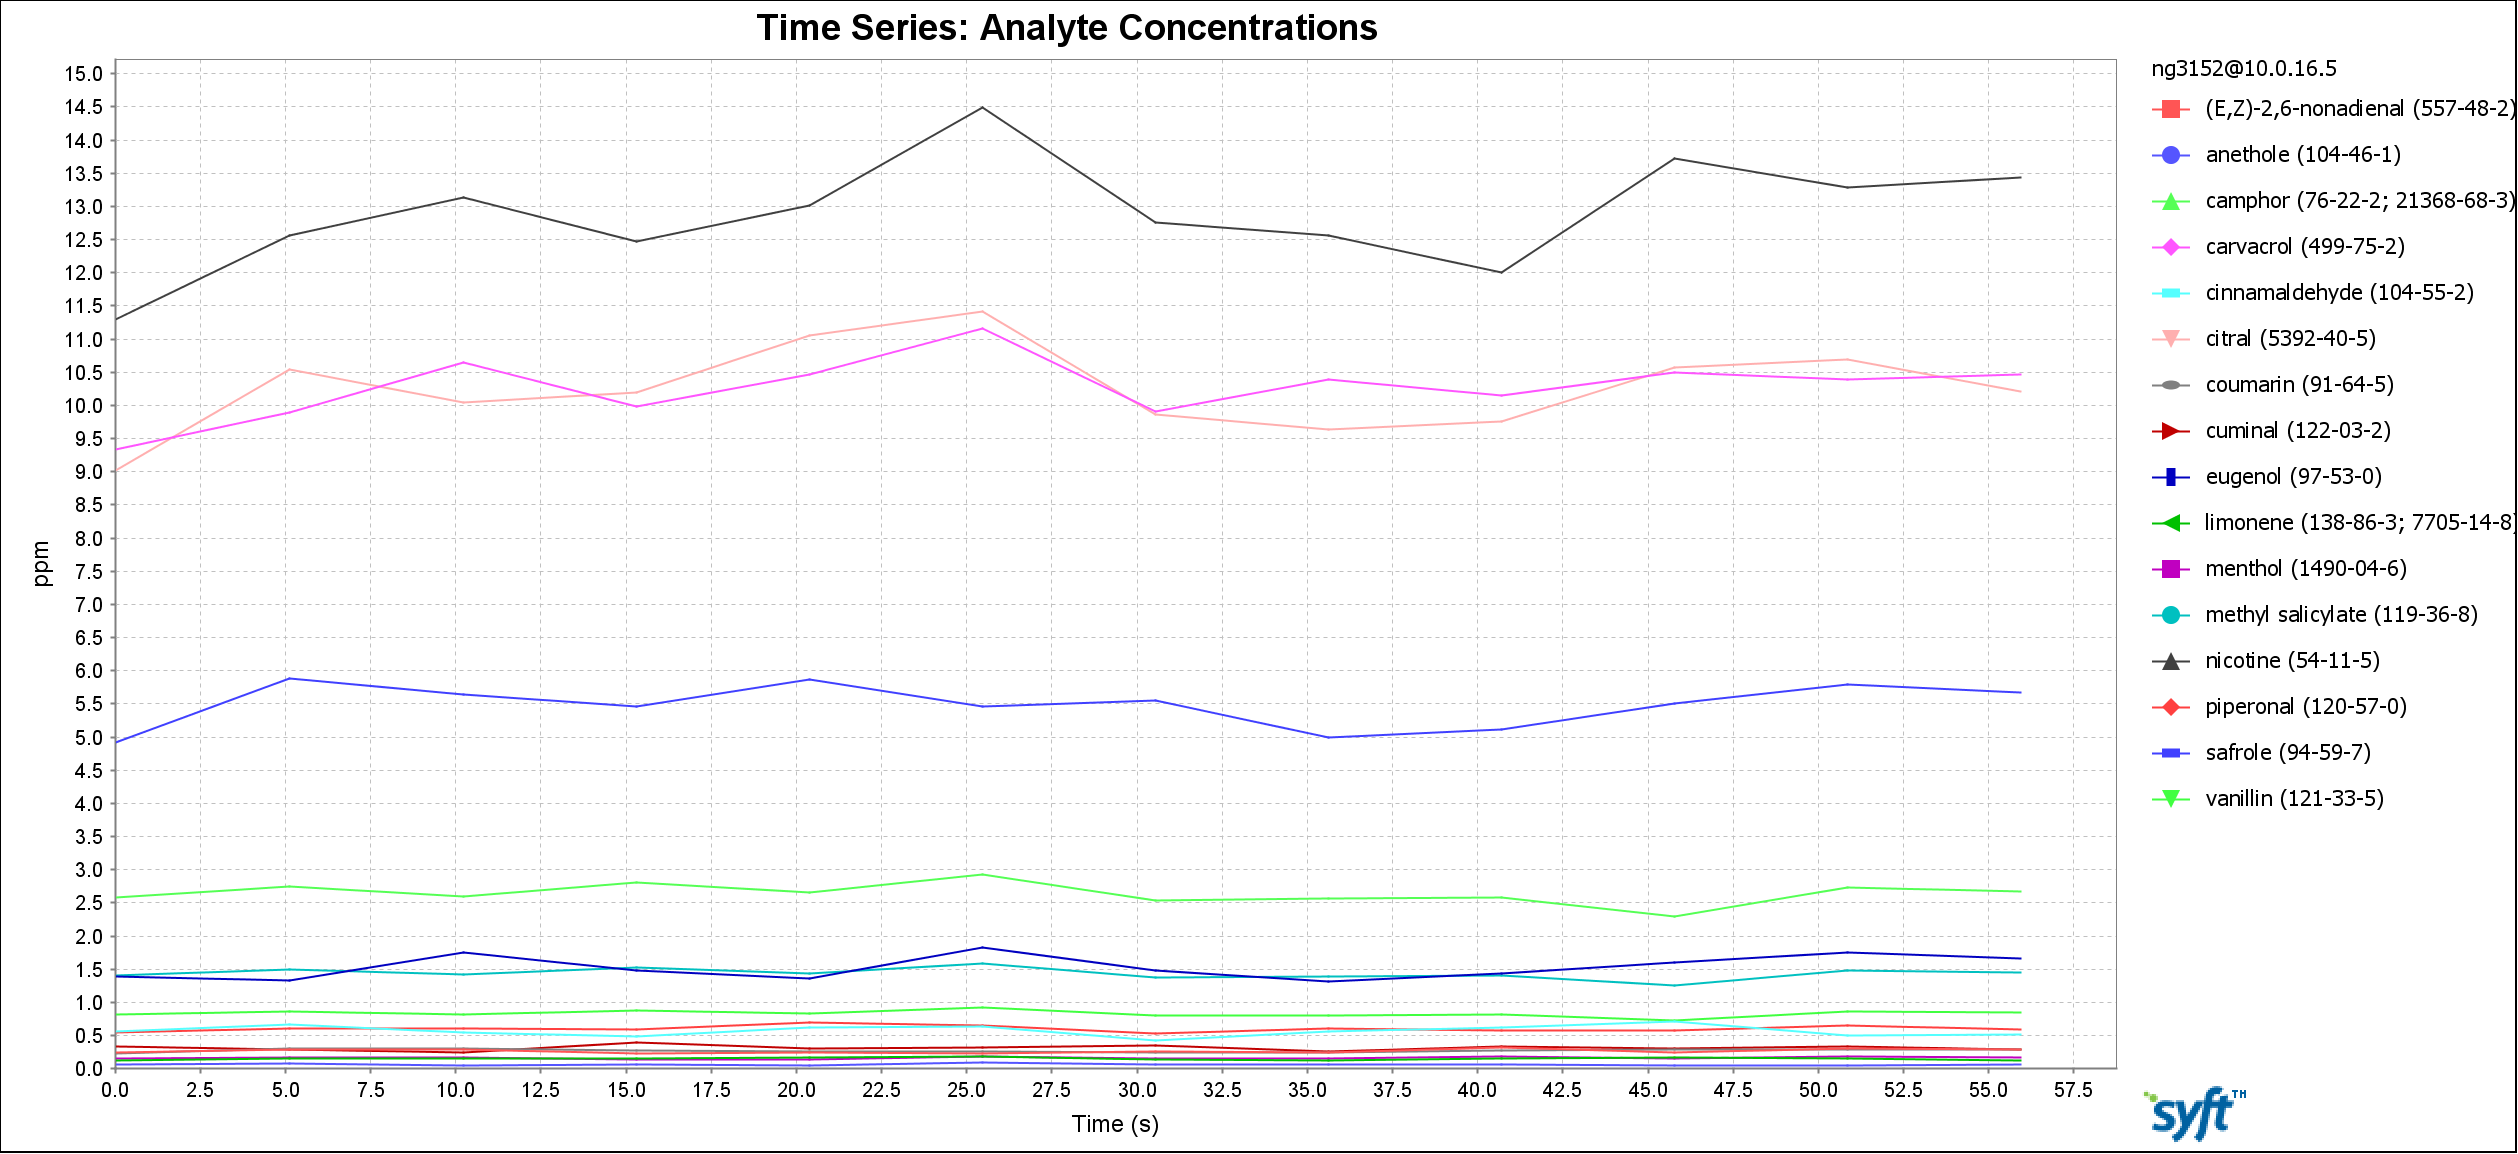 Time Series: Analyte Concentrations
ng3152@10.0.16.5
(E,Z)-2,6-nonadienal (557-48-2)
anethole (104-46-1)
camphor (76-22-2; 21368-68-3)
carvacrol (499-75-2)
cinnamaldehyde (104-55-2)
citral (5392-40-5)
coumarin (91-64-5)
cuminal (122-03-2)
eugenol (97-53-0)
limonene (138-86-3; 7705-14-8)
menthol (1490-04-6)
methyl salicylate (119-36-8)
nicotine (54-11-5)
piperonal (120-57-0)
safrole (94-59-7)
vanillin (121-33-5)
15.0
14.5
14.0
13.5
13.0
12.5
12.0
11.5
11.0
10.5
10.0
9.5
9.0
8.5
8.0
7.5
7.0
6.5
6.0
5.5
5.0
4.5
4.0
3.5
3.0
2.5
2.0
1.5
1.0
0.5
0.0
ppm
0.0 2.5 5.0 7.5 10.0 12.5 15.0 17.5 20.0 22.5 25.0 27.5 30.0 32.5 35.0 37.5 40.0 42.5 45.0 47.5 50.0 52.5 55.0 57.5
Time (s)
syft™